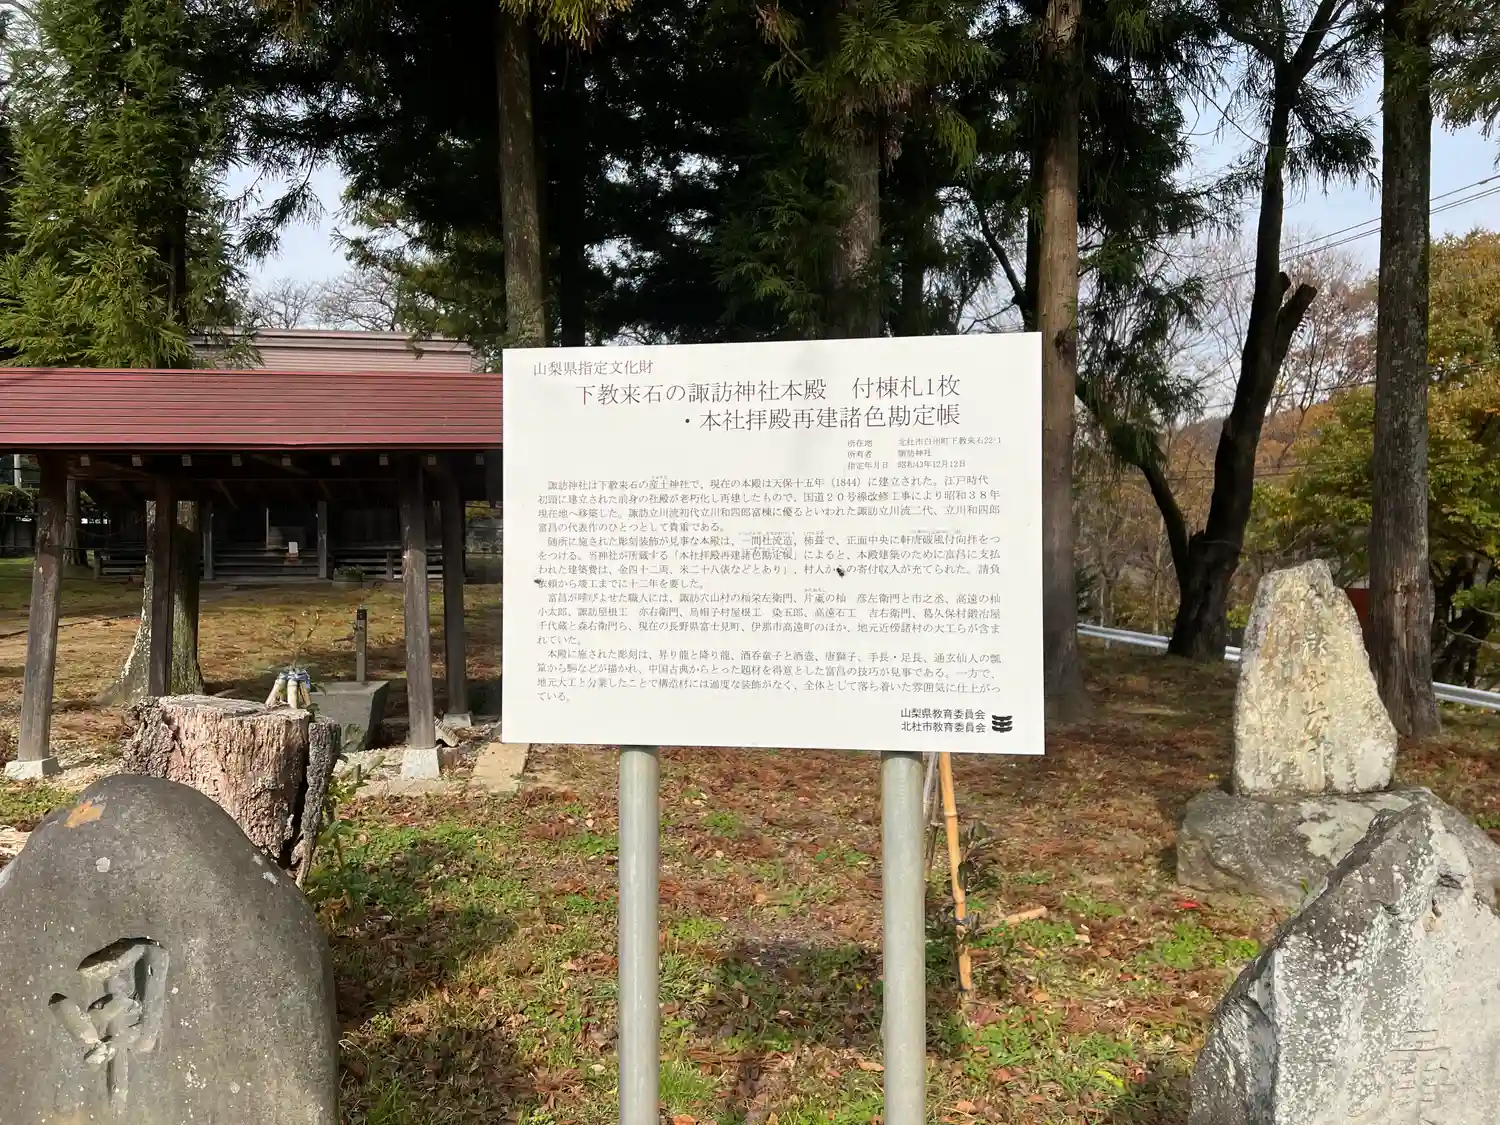 山梨県指定文化財
下教来石の諏訪神社本殿　付棟札1枚
・本社拝殿再建諸色勘定帳
所在地　北杜市白州町下教来石22-1
所有者　諏訪神社
指定年月日　昭和43年12月12日
諏訪神社は下教来石の産土神社で、現在の本殿は天保十五年（1844）に建立された。江戸時代
初頭に建立された前身の社殿が老朽化し再建したもので、国道２０号線改修工事により昭和３８年
現在地へ移築した。諏訪立川流初代立川和四郎富棟に優るといわれた諏訪立川流二代、立川和四郎
富昌の代表作のひとつとして貴重である。
随所に施された彫刻装飾が見事な本殿は、一間社流造、杮葺で、正面中央に軒唐破風付向拝をつ
をつける。当神社が所蔵する「本社拝殿再建諸色勘定帳」によると、本殿建築のために富昌に支払
われた建築費は、金四十二両、米二十八俵などとあり」、村人からの寄付収入が充てられた。請負
依頼から竣工までに十二年を要した。
富昌が呼びよせた職人には、諏訪穴山村の杣栄左衛門、片颪の杣　彦左衛門と市之丞、高遠の杣
小太郎、諏訪屋根工　亦右衛門、烏帽子村屋根工　染五郎、高遠石工　吉右衛門、葛久保村鍛冶屋
千代蔵と森右衛門ら、現在の長野県富士見町、伊那市高遠町のほか、地元近傍諸村の大工らが含ま
れていた。
本殿に施された彫刻は、昇り龍と降り龍、酒呑童子と酒壺、唐獅子、手長・足長、通玄仙人の瓢
箪から駒などが描かれ、中国古典からとった題材を得意とした富昌の技巧が見事である。一方で、
地元大工と分業したことで構造材には過度な装飾がなく、全体として落ち着いた雰囲気に仕上がっ
ている。
山梨県教育委員会
北杜市教育委員会
甲